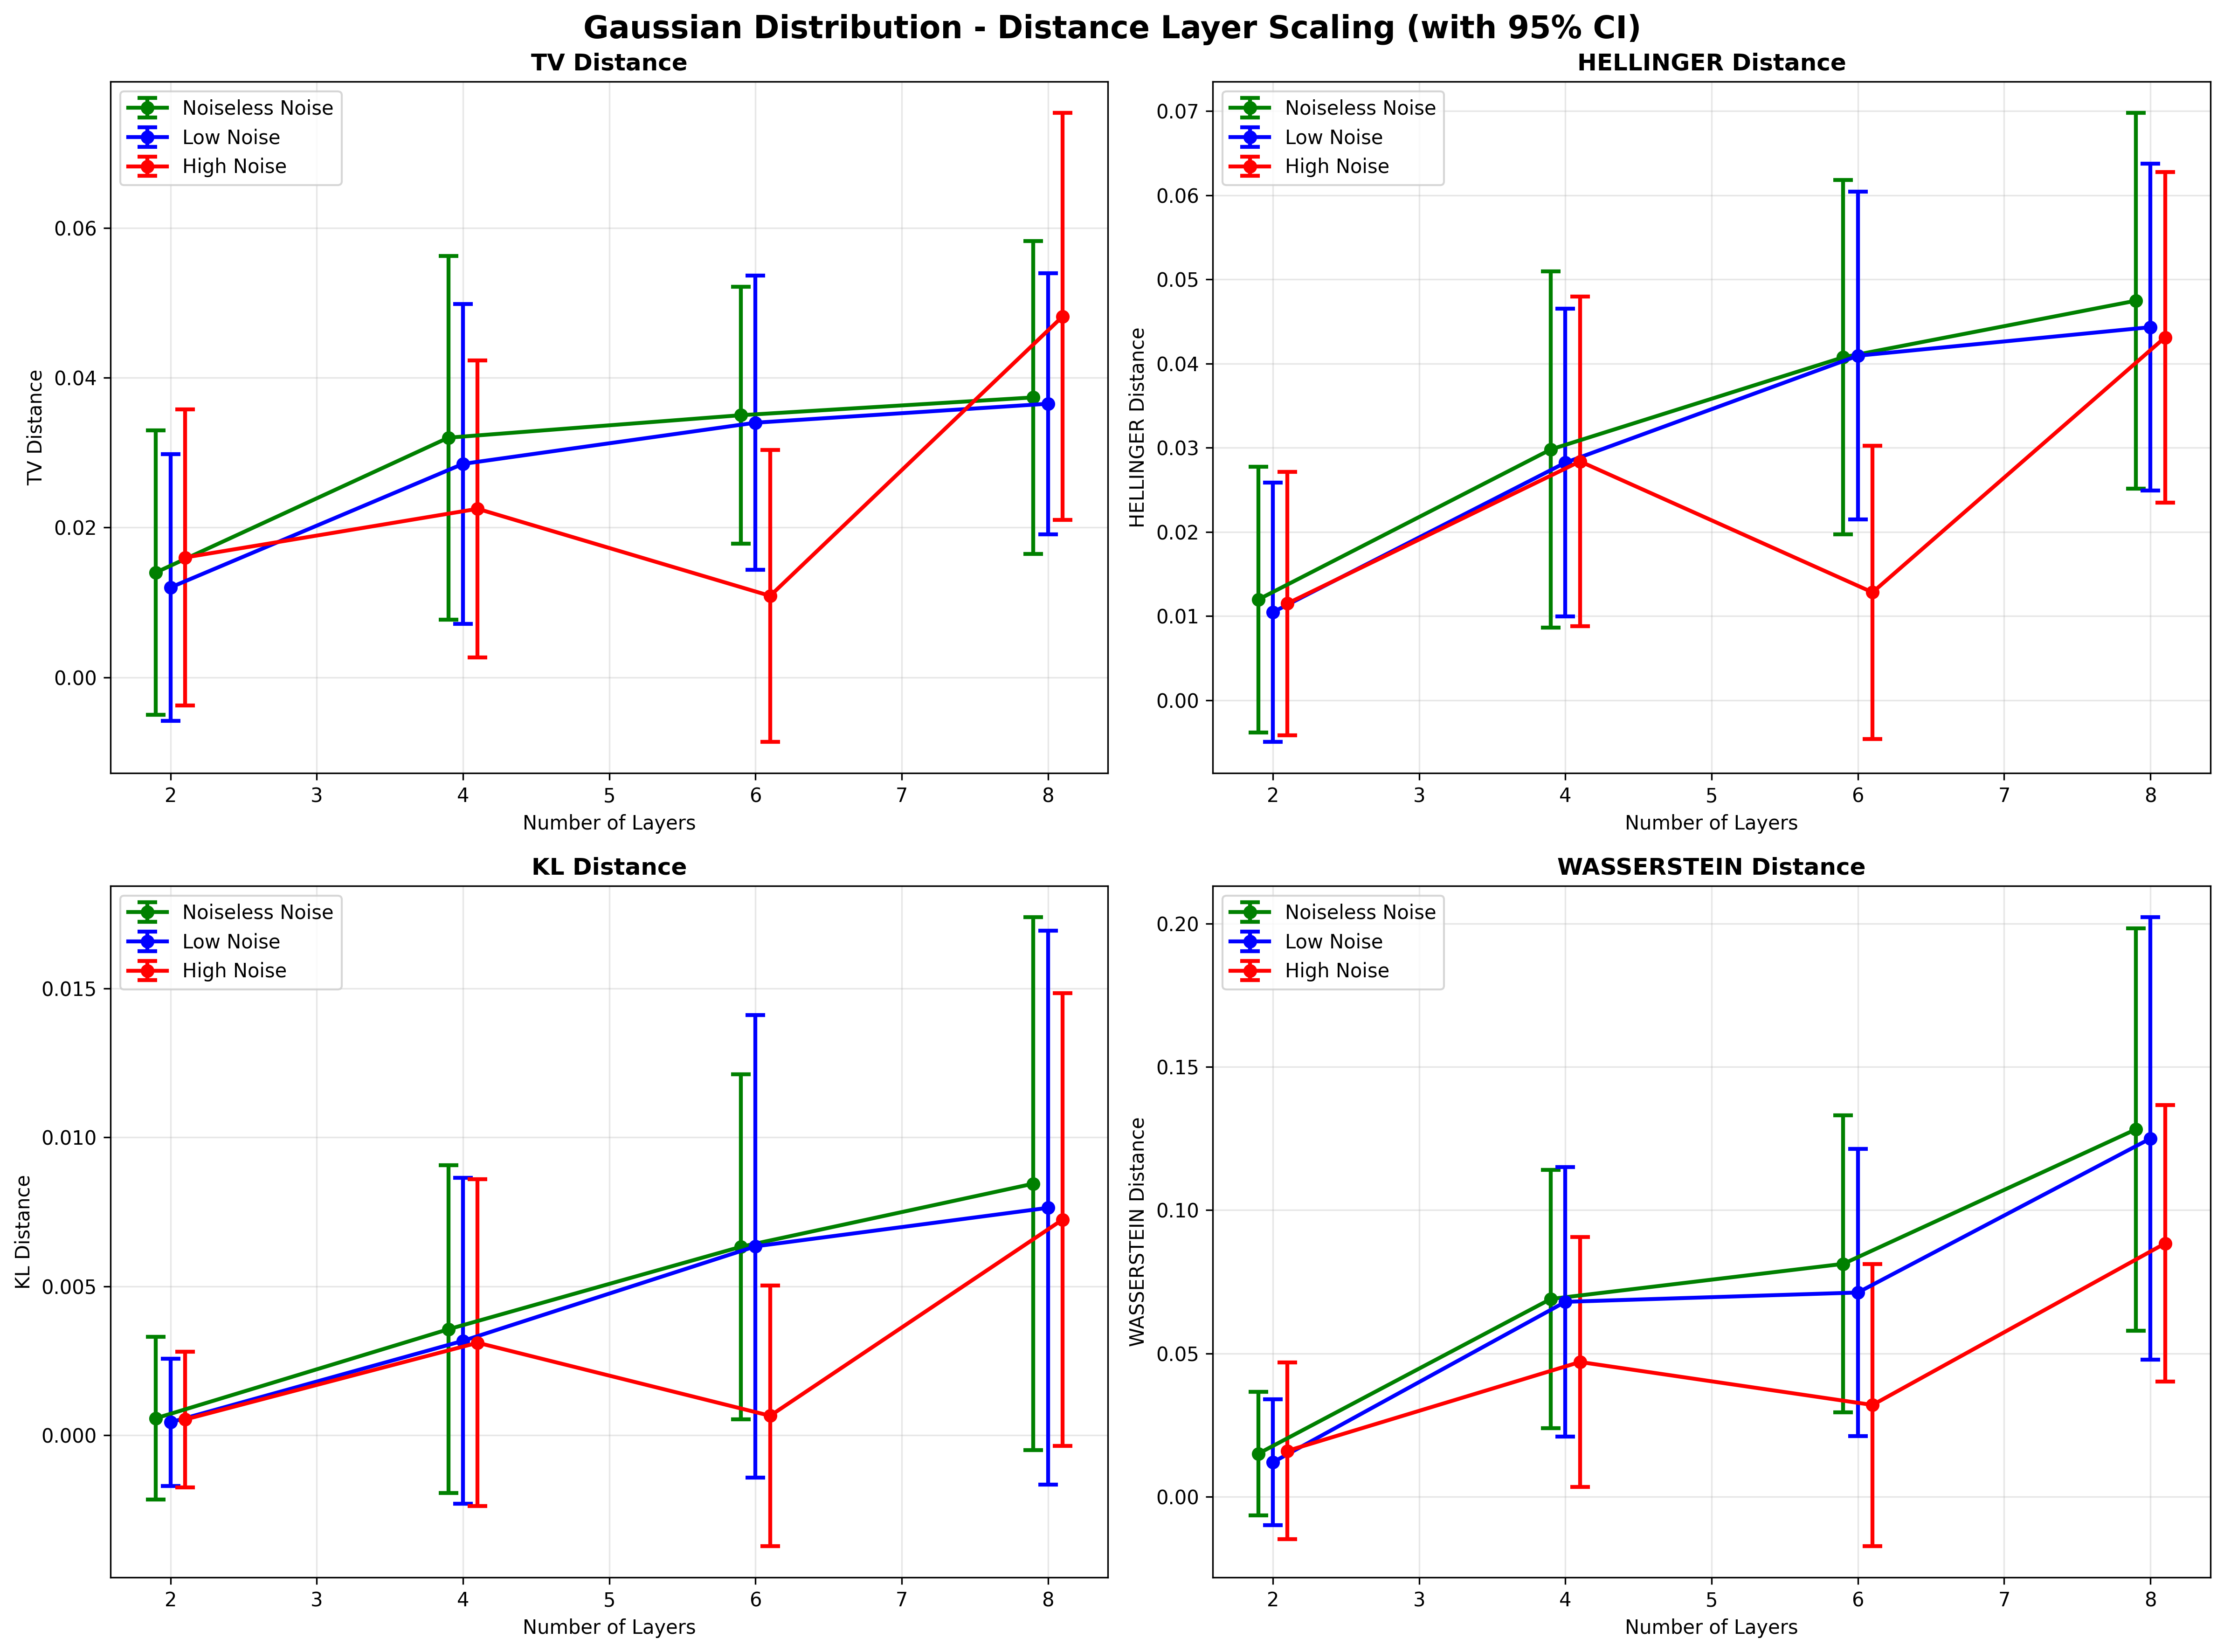 Gaussian Distribution - Distance Layer Scaling (with 95% CI)
TV Distance
Noiseless Noise
Low Noise
High Noise
TV Distance
0.06
0.04
0.02
0.00
2 3 4 5 6 7 8
Number of Layers
HELLINGER Distance
Noiseless Noise
Low Noise
High Noise
HELLINGER Distance
0.07
0.06
0.05
0.04
0.03
0.02
0.01
0.00
2 3 4 5 6 7 8
Number of Layers
KL Distance
Noiseless Noise
Low Noise
High Noise
KL Distance
0.015
0.010
0.005
0.000
2 3 4 5 6 7 8
Number of Layers
WASSERSTEIN Distance
Noiseless Noise
Low Noise
High Noise
WASSERSTEIN Distance
0.20
0.15
0.10
0.05
0.00
2 3 4 5 6 7 8
Number of Layers